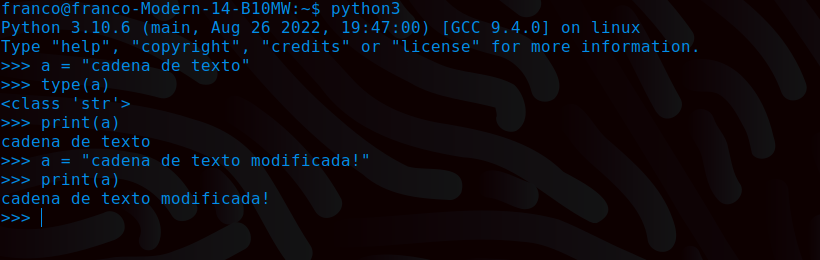 franco@franco-Modern-14-B10MW:~$ python3
Python 3.10.6 (main, Aug 26 2022, 19:47:00) [GCC 9.4.0] on linux
Type "help", "copyright", "credits" or "license" for more information.
>>> a = "cadena de texto"
>>> type(a)
<class 'str'>
>>> print(a)
cadena de texto
>>> a = "cadena de texto modificada!"
>>> print(a)
cadena de texto modificada!
>>>